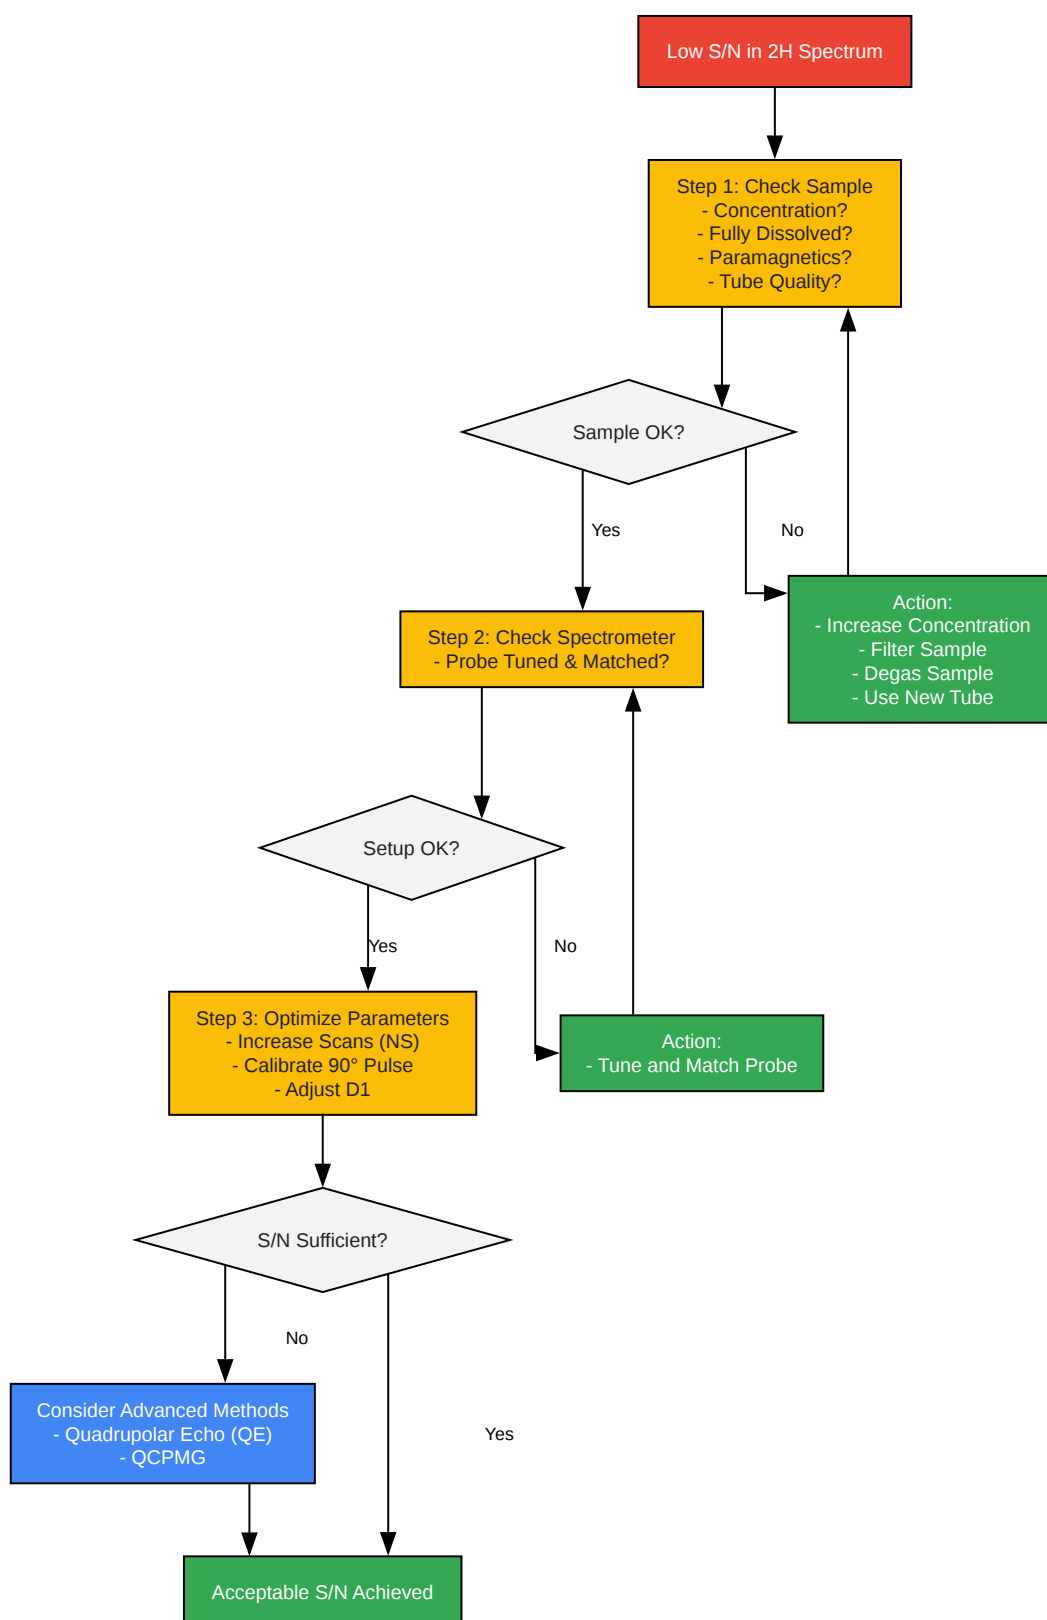 Low S/N in 2H Spectrum
Step 1: Check Sample
- Concentration?
- Fully Dissolved?
- Paramagnetics?
- Tube Quality?
Sample OK?
Yes
No
Action:
- Increase Concentration
- Filter Sample
- Degas Sample
- Use New Tube
Step 2: Check Spectrometer
- Probe Tuned & Matched?
Setup OK?
Yes
No
Step 3: Optimize Parameters
- Increase Scans (NS)
- Calibrate 90° Pulse
- Adjust D1
Action:
- Tune and Match Probe
S/N Sufficient?
No
Yes
Consider Advanced Methods
- Quadrupolar Echo (QE)
- QCPMG
Acceptable S/N Achieved